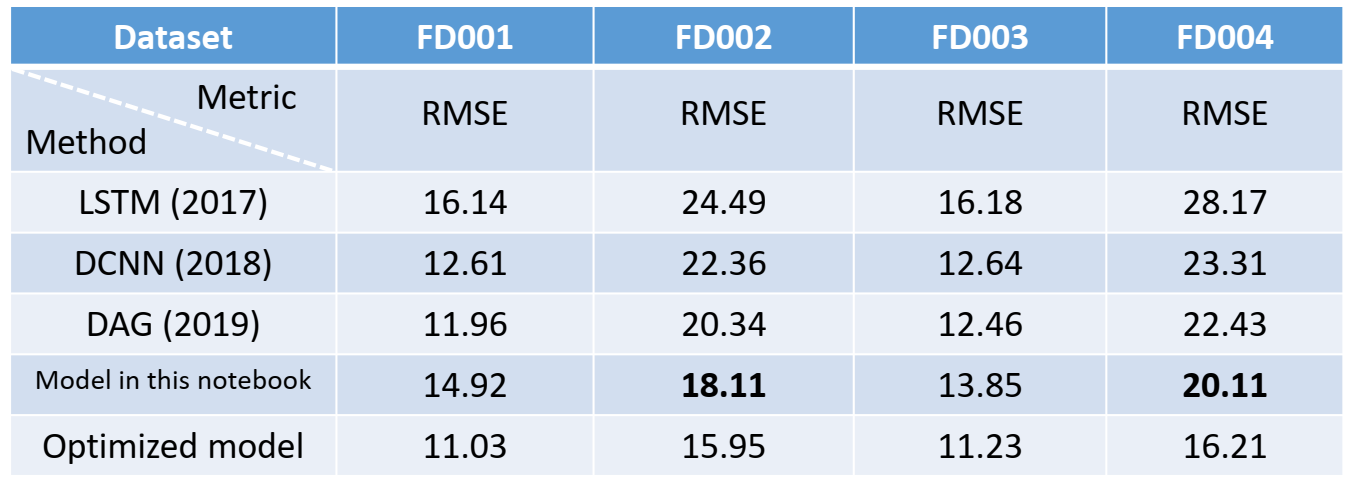 Dataset FD001 FD002 FD003 FD004
Metric
Method RMSE RMSE RMSE RMSE
LSTM (2017) 16.14 24.49 16.18 28.17
DCNN (2018) 12.61 22.36 12.64 23.31
DAG (2019) 11.96 20.34 12.46 22.43
Model in this notebook 14.92 18.11 13.85 20.11
Optimized model 11.03 15.95 11.23 16.21